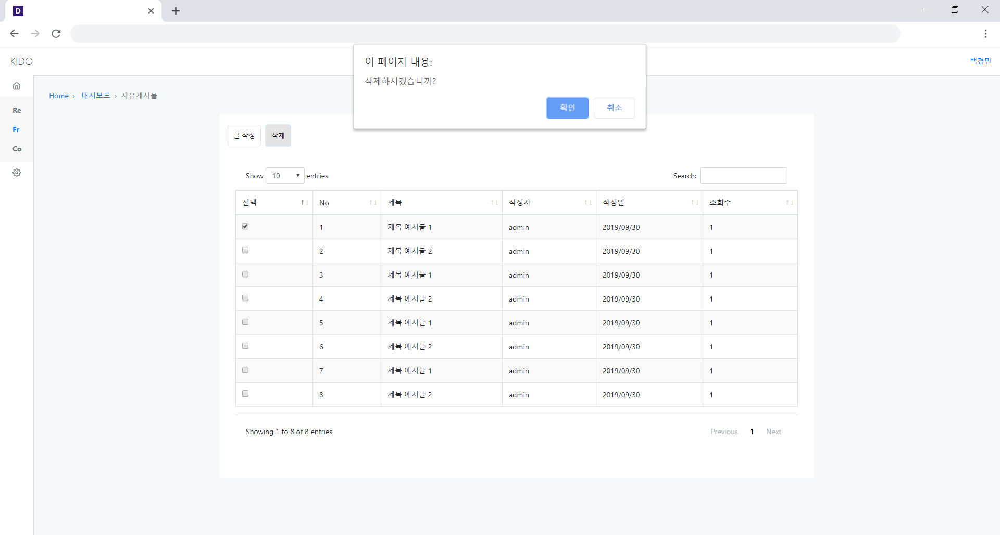 D
KIDO
이 페이지 내용:
백경만
삭제하시겠습니까?
확인 취소
Home › 대시보드 › 자유게시물
Re
Fr
Co
글 작성 삭제
Show 10 entries Search:
선택 No 제목 작성자 작성일 조회수
1 제목 예시글 1 admin 2019/09/30 1
2 제목 예시글 2 admin 2019/09/30 1
3 제목 예시글 1 admin 2019/09/30 1
4 제목 예시글 2 admin 2019/09/30 1
5 제목 예시글 1 admin 2019/09/30 1
6 제목 예시글 2 admin 2019/09/30 1
7 제목 예시글 1 admin 2019/09/30 1
8 제목 예시글 2 admin 2019/09/30 1
Showing 1 to 8 of 8 entries Previous 1 Next